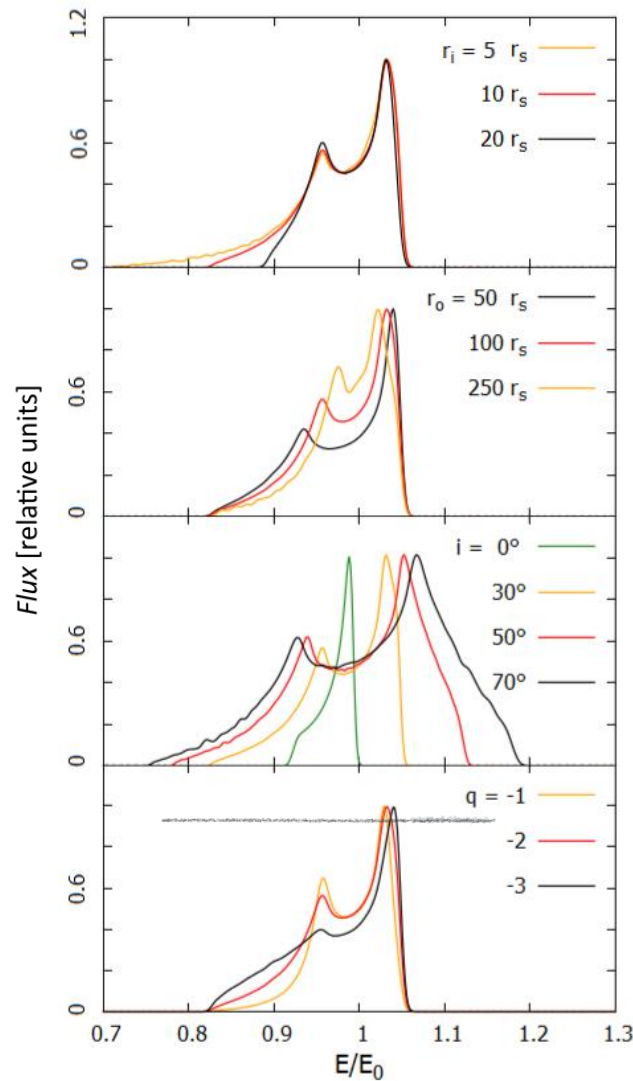 1.2
r_i = 5 r_s
10 r_s
20 r_s
0.6
0
r_o = 50 r_s
100 r_s
250 r_s
0.6
0
Flux [relative units]
i = 0°
30°
50°
70°
0.6
0
q = -1
-2
-3
0.6
0
0.7 0.8 0.9 1 1.1 1.2 1.3
E/E_0